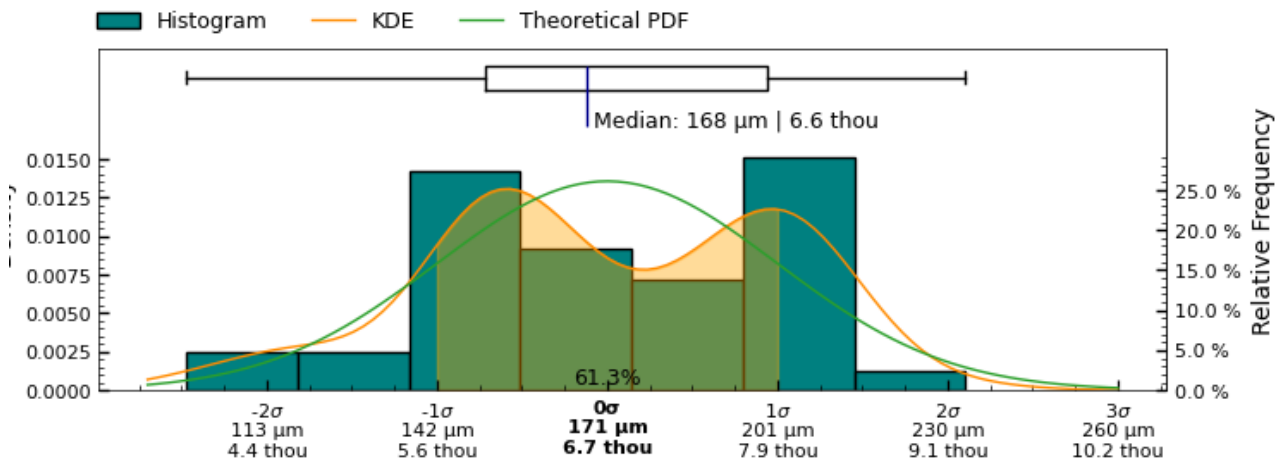 Histogram KDE Theoretical PDF
Median: 168 µm | 6.6 thou
0.0150
0.0125
0.0100
0.0075
0.0050
0.0025
0.0000
25.0 %
20.0 %
15.0 %
10.0 %
5.0 %
0.0 %
Relative Frequency
61.3%
-2σ -1σ 0σ 1σ 2σ 3σ
113 µm 142 µm 171 µm 201 µm 230 µm 260 µm
4.4 thou 5.6 thou 6.7 thou 7.9 thou 9.1 thou 10.2 thou